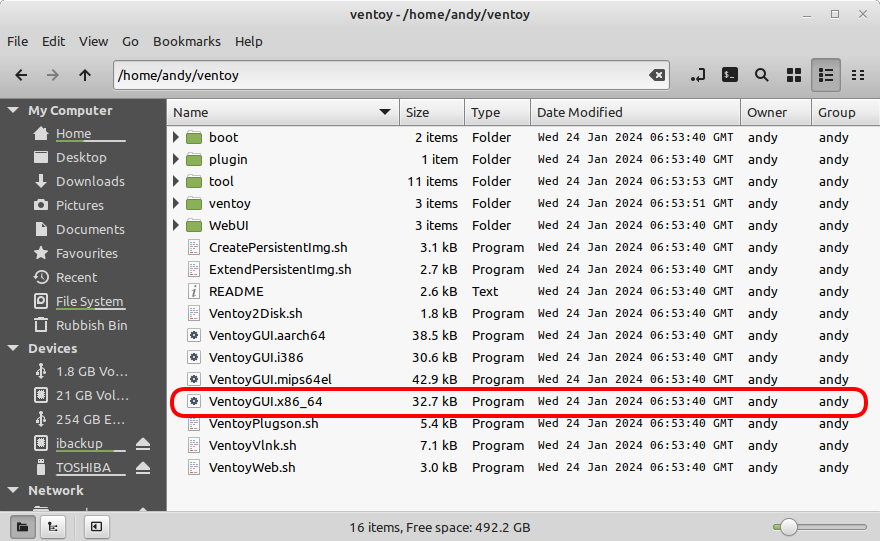 ventoy - /home/andy/ventoy
File Edit View Go Bookmarks Help
/home/andy/ventoy
My Computer
Home
Desktop
Downloads
Pictures
Documents
Favourites
Recent
File System
Rubbish Bin
Devices
1.8 GB Vo...
21 GB Vol...
254 GB E...
ibackup
TOSHIBA
Network
Name Size Type Date Modified Owner Group
boot 2 items Folder Wed 24 Jan 2024 06:53:40 GMT andy andy
plugin 1 item Folder Wed 24 Jan 2024 06:53:40 GMT andy andy
tool 11 items Folder Wed 24 Jan 2024 06:53:53 GMT andy andy
ventoy 3 items Folder Wed 24 Jan 2024 06:53:51 GMT andy andy
WebUI 3 items Folder Wed 24 Jan 2024 06:53:40 GMT andy andy
CreatePersistentImg.sh 3.1 kB Program Wed 24 Jan 2024 06:53:40 GMT andy andy
ExtendPersistentImg.sh 2.7 kB Program Wed 24 Jan 2024 06:53:40 GMT andy andy
README 2.6 kB Text Wed 24 Jan 2024 06:53:40 GMT andy andy
Ventoy2Disk.sh 1.8 kB Program Wed 24 Jan 2024 06:53:40 GMT andy andy
VentoyGUI.aarch64 38.5 kB Program Wed 24 Jan 2024 06:53:40 GMT andy andy
VentoyGUI.i386 30.6 kB Program Wed 24 Jan 2024 06:53:40 GMT andy andy
VentoyGUI.mips64el 42.9 kB Program Wed 24 Jan 2024 06:53:40 GMT andy andy
VentoyGUI.x86_64 32.7 kB Program Wed 24 Jan 2024 06:53:40 GMT andy andy
VentoyPlugson.sh 5.4 kB Program Wed 24 Jan 2024 06:53:40 GMT andy andy
VentoyVlnk.sh 7.1 kB Program Wed 24 Jan 2024 06:53:40 GMT andy andy
VentoyWeb.sh 3.0 kB Program Wed 24 Jan 2024 06:53:40 GMT andy andy
16 items, Free space: 492.2 GB